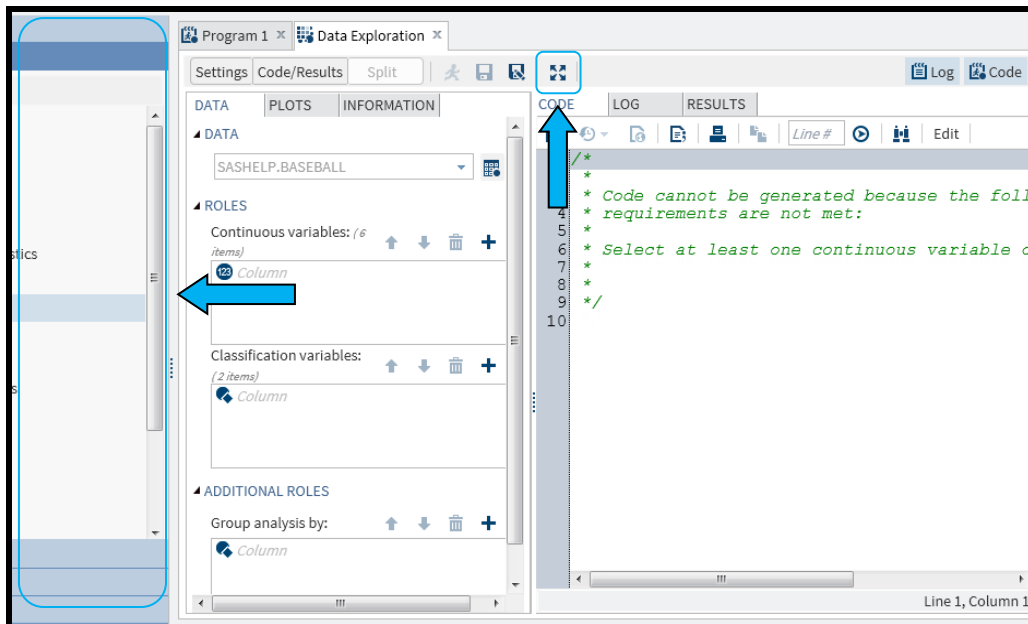 Program 1 × Data Exploration ×
Settings Code/Results Split Log Code
DATA PLOTS INFORMATION
DATA
SASHELP.BASEBALL
ROLES
Continuous variables: (6
items)
123 Column
Classification variables:
(2 items)
Column
ADDITIONAL ROLES
Group analysis by:
Column
stics
s
CODE LOG RESULTS
Line # Edit
/*
*
* Code cannot be generated because the foll
4 * requirements are not met:
5 *
6 * Select at least one continuous variable
7 *
8 *
9 */
10
Line 1, Column 1